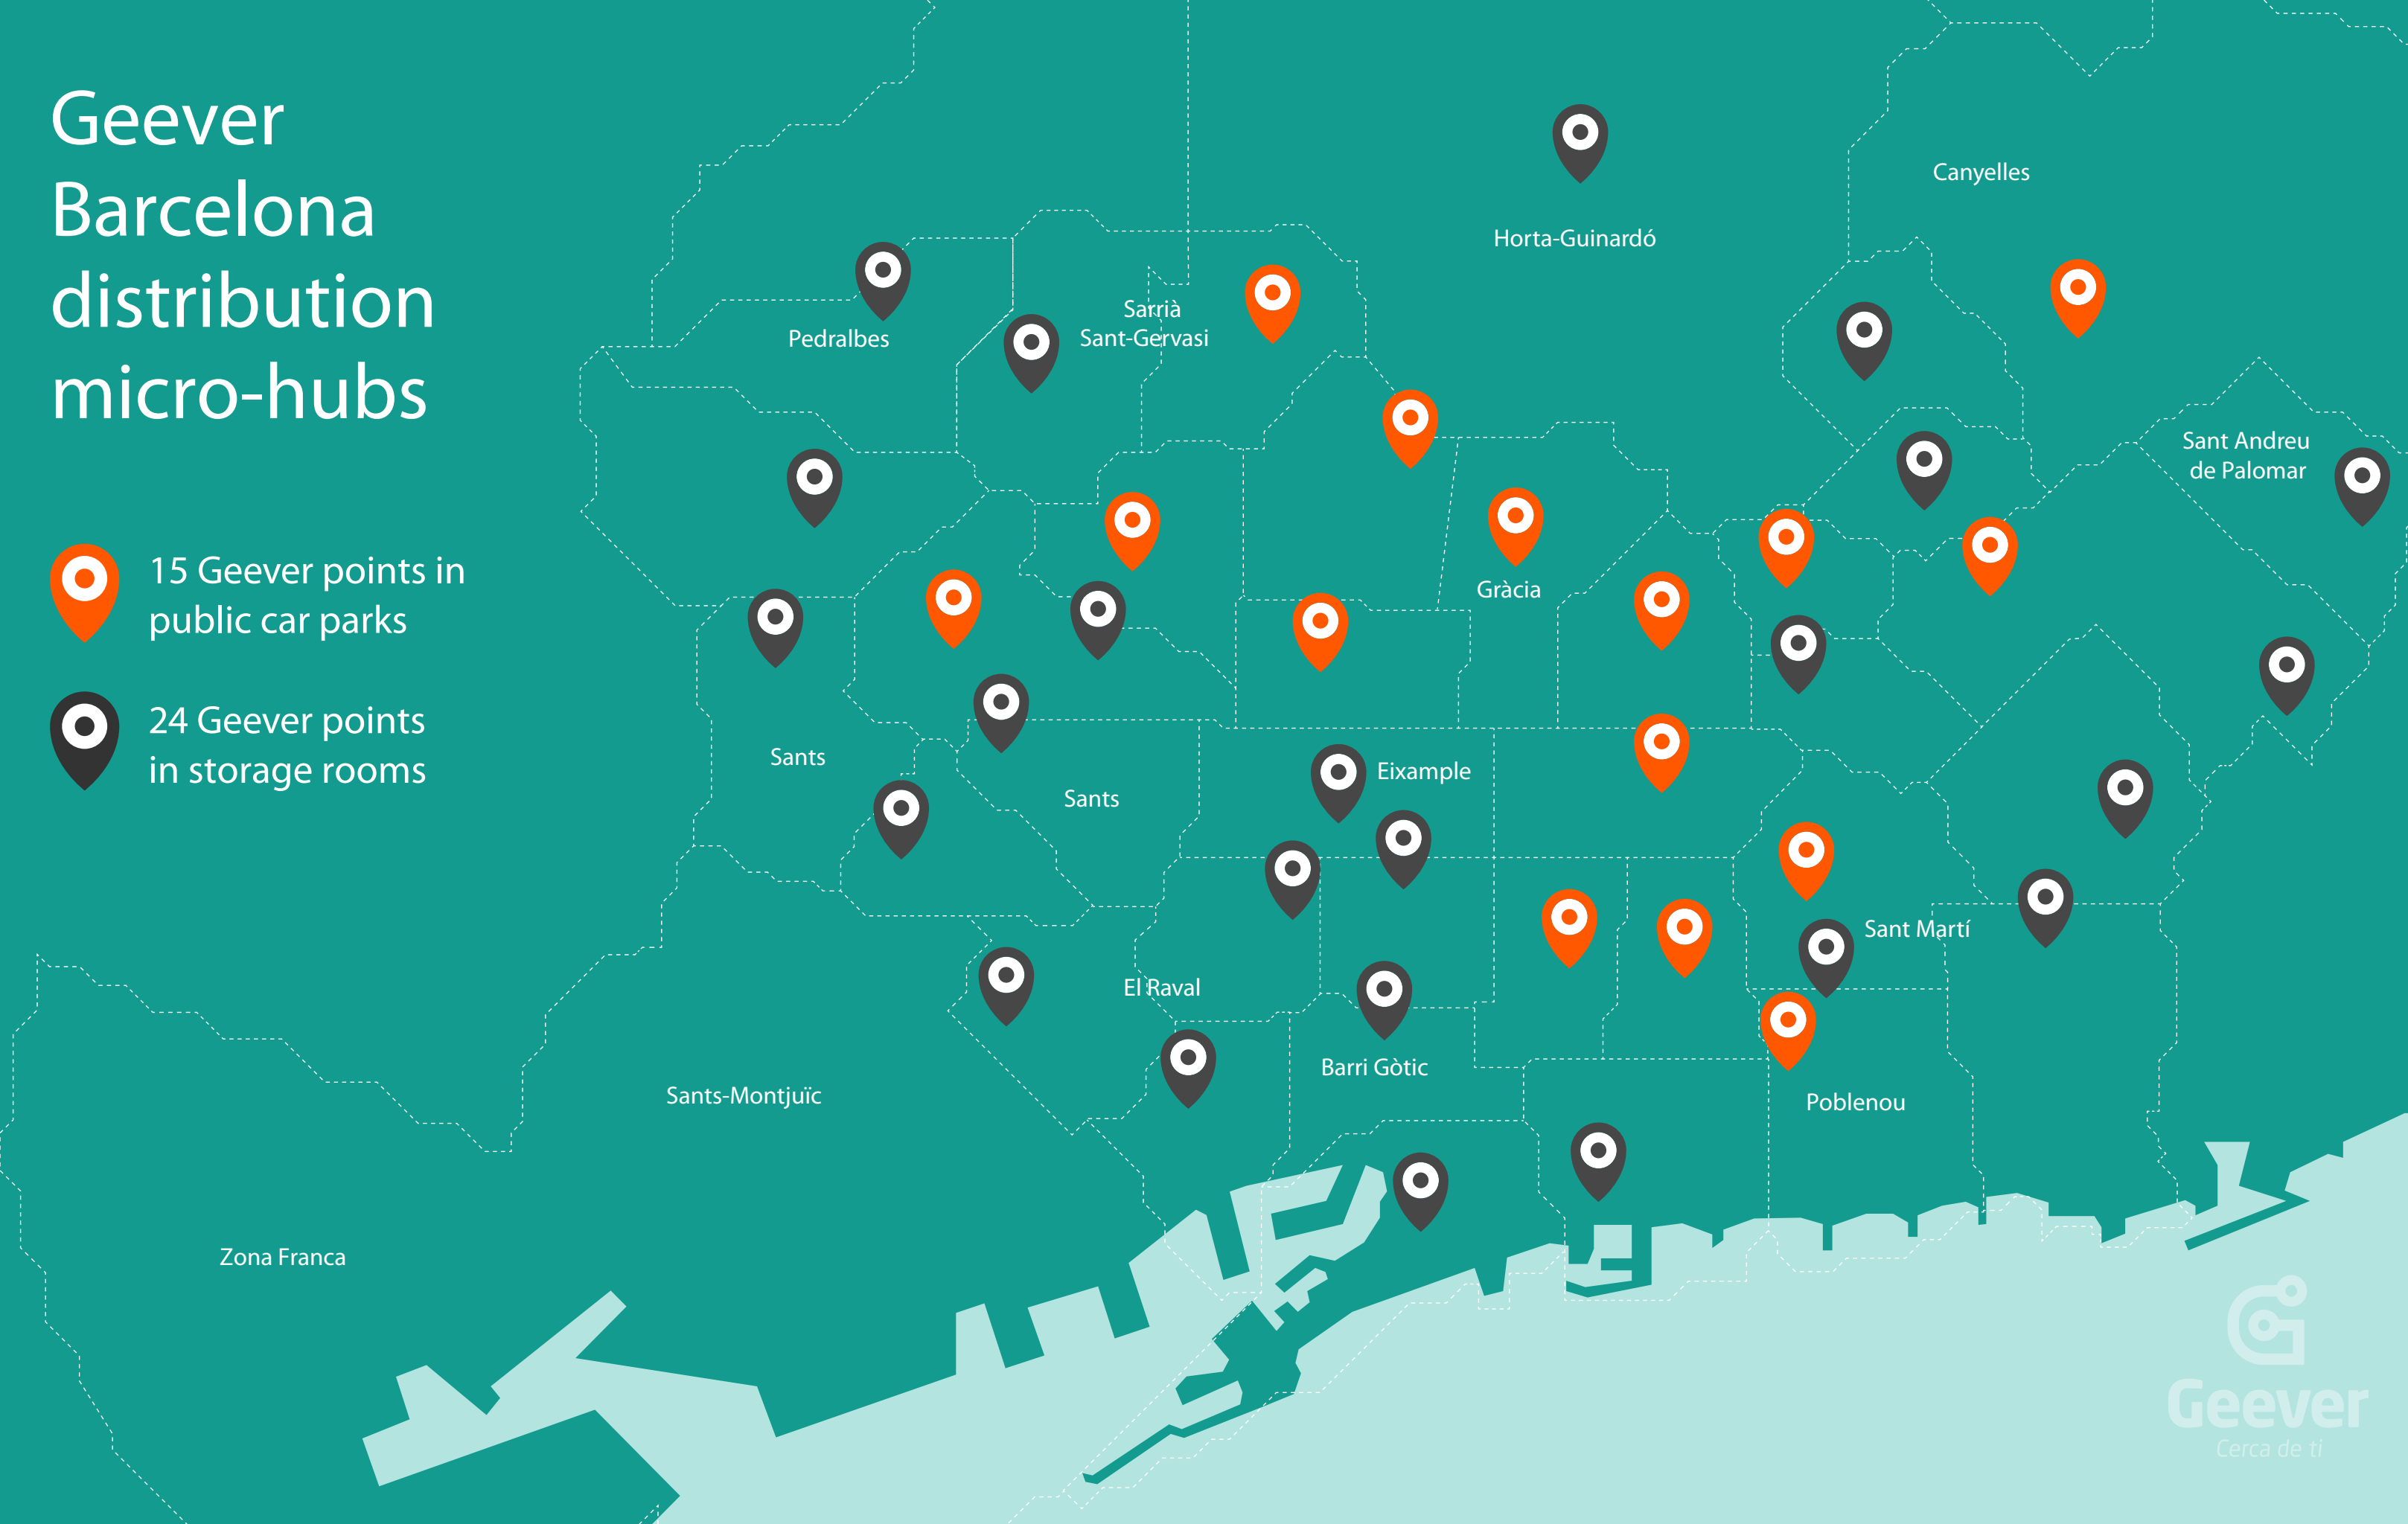 Geever
Barcelona
distribution
micro-hubs
15 Geever points in
public car parks
24 Geever points
in storage rooms
Canyelles
Horta-Guinardó
Sarrià
Sant-Gervasi
Pedralbes
Sant Andreu
de Palomar
Gràcia
Sants
Eixample
Sants
Sant Martí
El Raval
Barri Gòtic
Sants-Montjuïc
Poblenou
Zona Franca
Geever
Cerca de ti